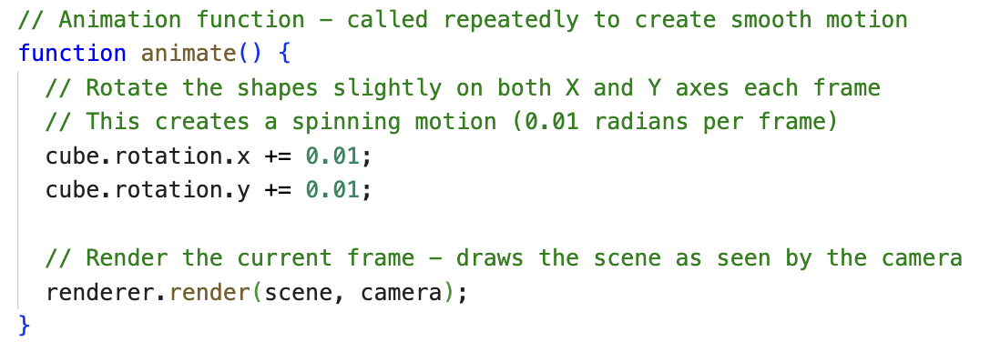 // Animation function – called repeatedly to create smooth motion
function animate() {
  // Rotate the shapes slightly on both X and Y axes each frame
  // This creates a spinning motion (0.01 radians per frame)
  cube.rotation.x += 0.01;
  cube.rotation.y += 0.01;

  // Render the current frame – draws the scene as seen by the camera
  renderer.render(scene, camera);
}